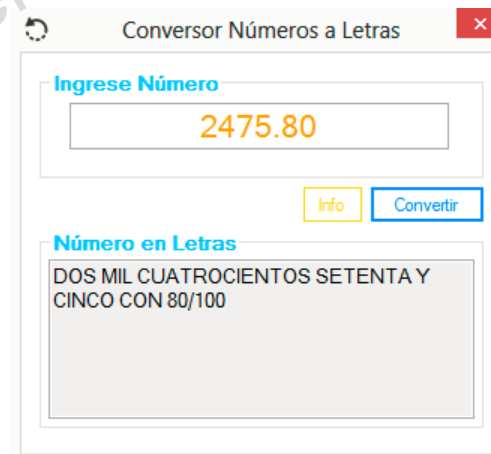 Conversor Números a Letras
Ingrese Número
2475.80
Info
Convertir
Número en Letras
DOS MIL CUATROCIENTOS SETENTA Y
CINCO CON 80/100